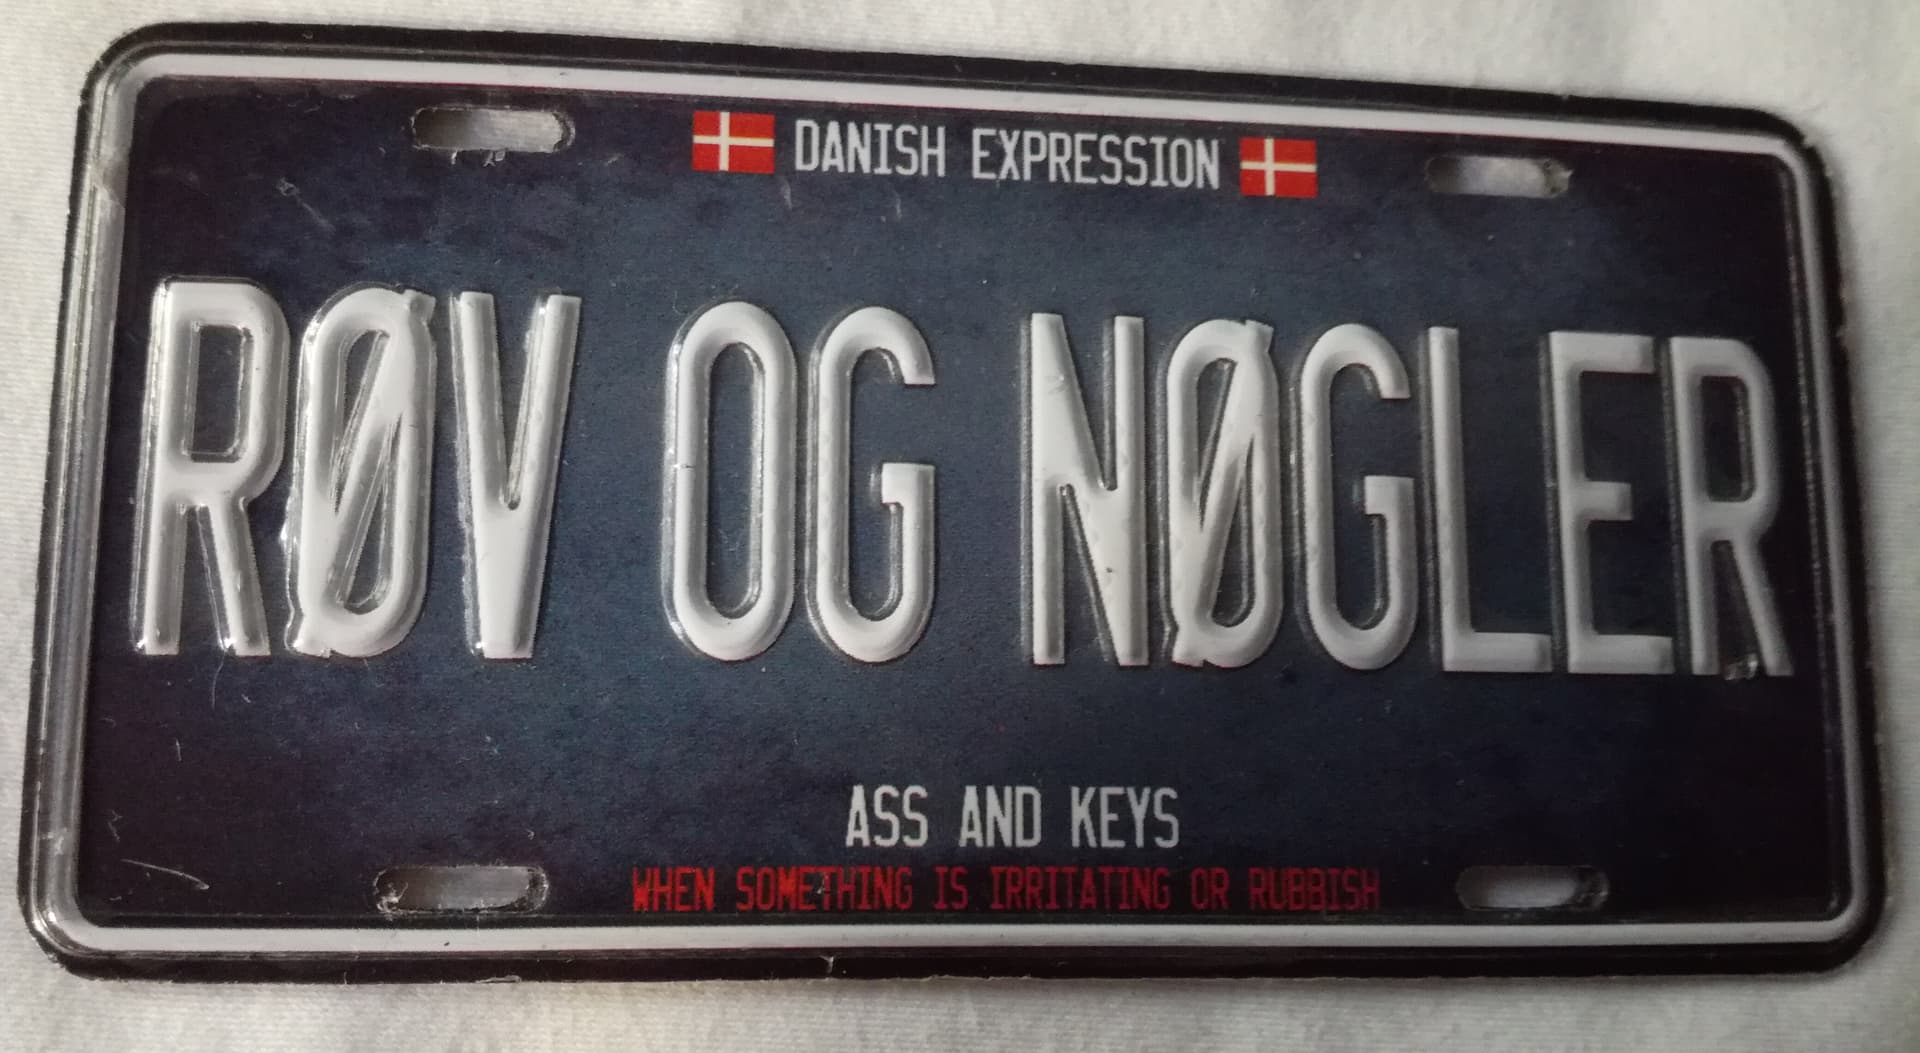 DANISH EXPRESSION
RØV OG NØGLER
ASS AND KEYS
WHEN SOMETHING IS IRRITATING OR RUBBISH